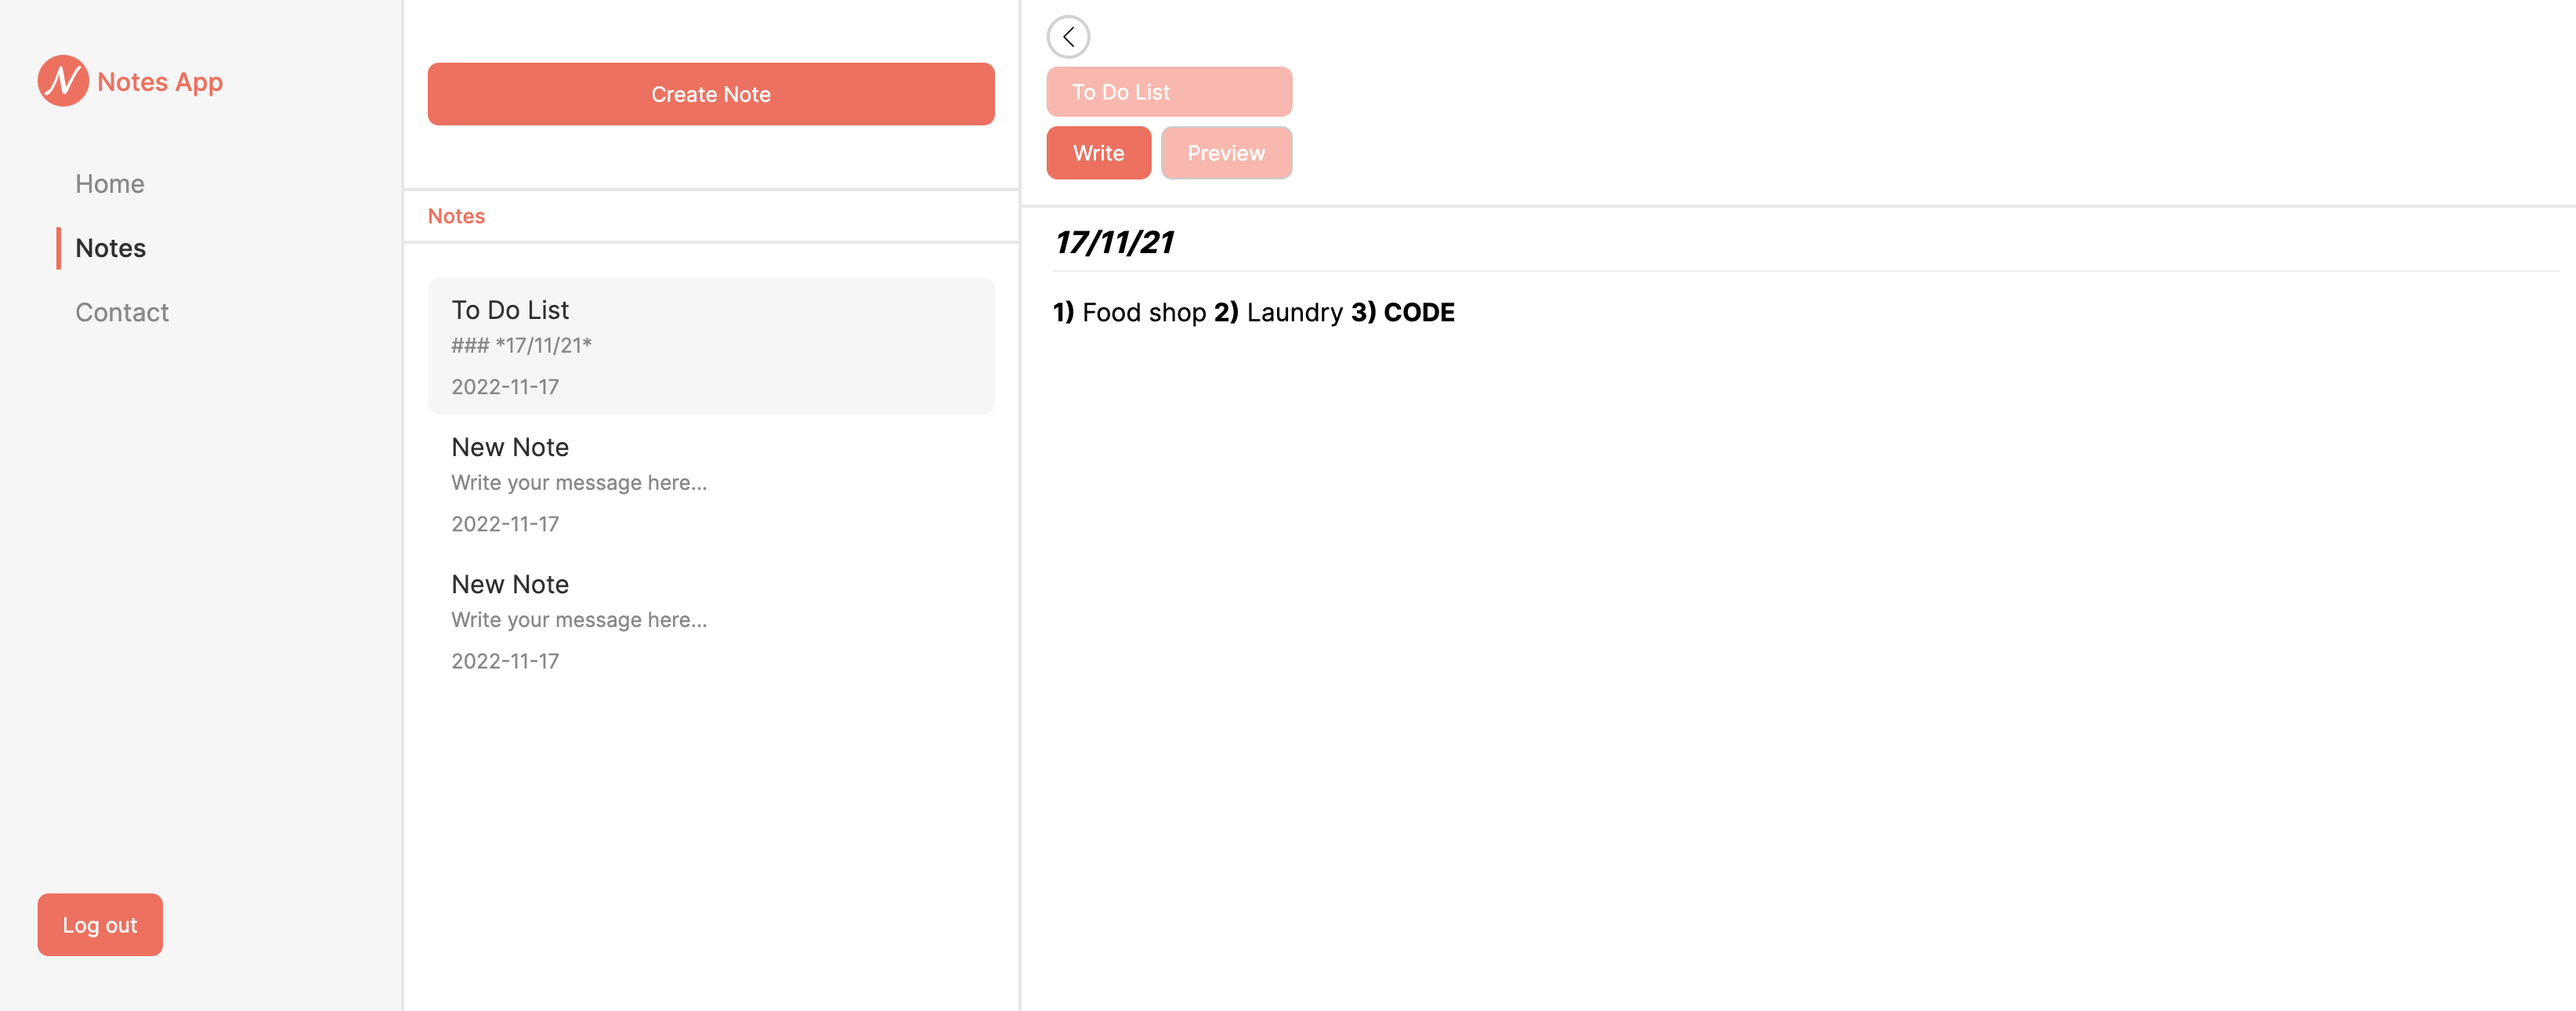 Notes App
Home
Notes
Contact
Log out
Create Note
Notes
To Do List
### *17/11/21*
2022-11-17
New Note
Write your message here...
2022-11-17
New Note
Write your message here...
2022-11-17
To Do List
Write Preview
17/11/21
1) Food shop 2) Laundry 3) CODE